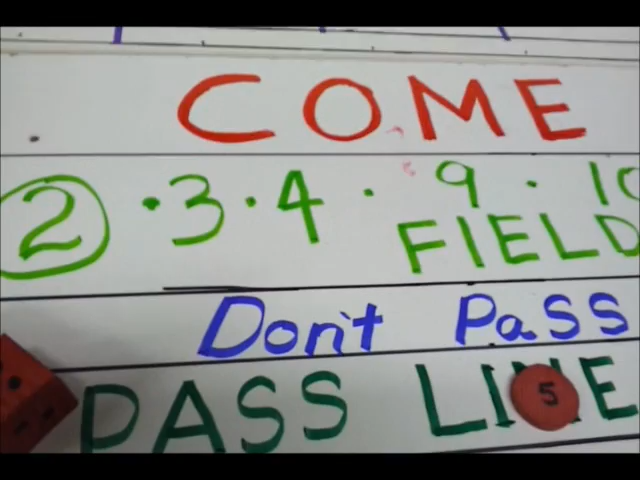 COME
2 · 3 · 4 · 9 · 10
FIELD
Don't Pass
PASS LINE
5